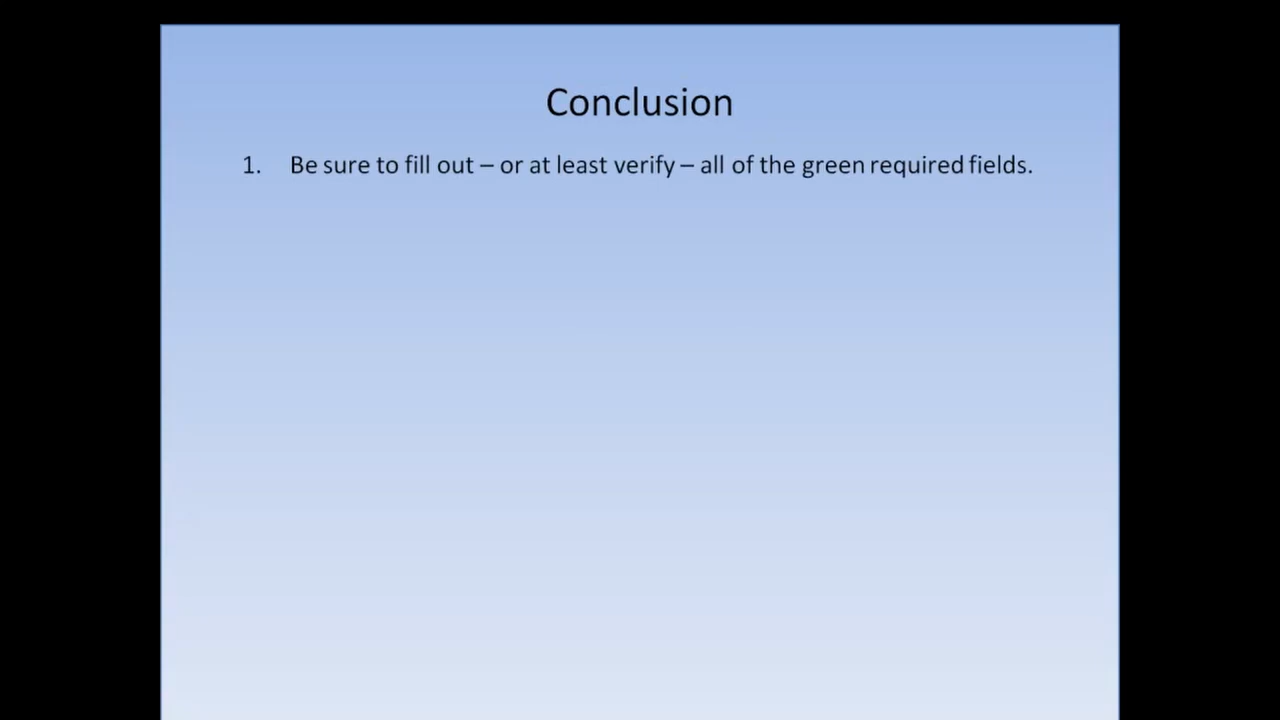 Conclusion
1. Be sure to fill out – or at least verify – all of the green required fields.